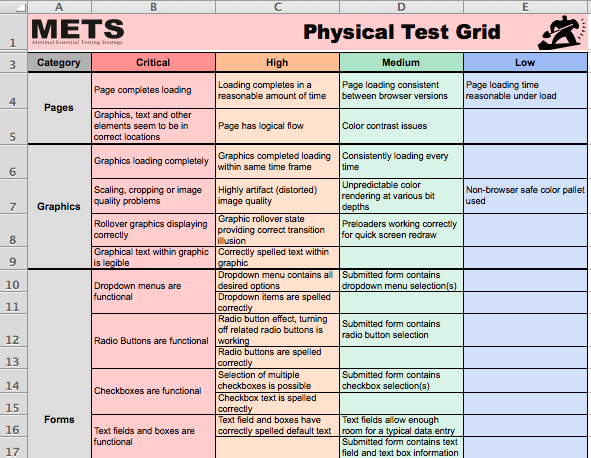 A B C D E
1 METS Physical Test Grid
Minimal Essential Testing Strategy
3 Category Critical High Medium Low
4 Page completes loading Loading completes in a Page loading consistent Page loading time
reasonable amount of time between browser versions reasonable under load
Pages
5 Graphics, text and other
elements seem to be in Page has logical flow Color contrast issues
correct locations
6 Graphics loading completely Graphics completed loading Consistently loading every
within same time frame time
Graphics
7 Scaling, cropping or image Highly artifact (distorted) Unpredictable color Non-browser safe color pallet
quality problems image quality rendering at various bit used
depths
8 Rollover graphics displaying Graphic rollover state Preloaders working correctly
correctly providing correct transition for quick screen redraw
illusion
9 Graphical text within graphic Correctly spelled text within
is legible graphic
10 Dropdown menus are Dropdown menu contains all Submitted form contains
functional desired options dropdown menu selection(s)
11 Dropdown items are spelled
correctly
12 Radio Buttons are functional Radio button effect, turning Submitted form contains
off related radio buttons is radio button selection
working
13 Radio buttons are spelled
correctly
14 Checkboxes are functional Selection of multiple Submitted form contains
checkboxes is possible checkbox selection(s)
15 Checkbox text is spelled
correctly
Forms
16 Text fields and boxes are Text field and boxes have Text fields allow enough
functional correctly spelled default text room for a typical data entry
17 Submitted form contains text
field and text box information